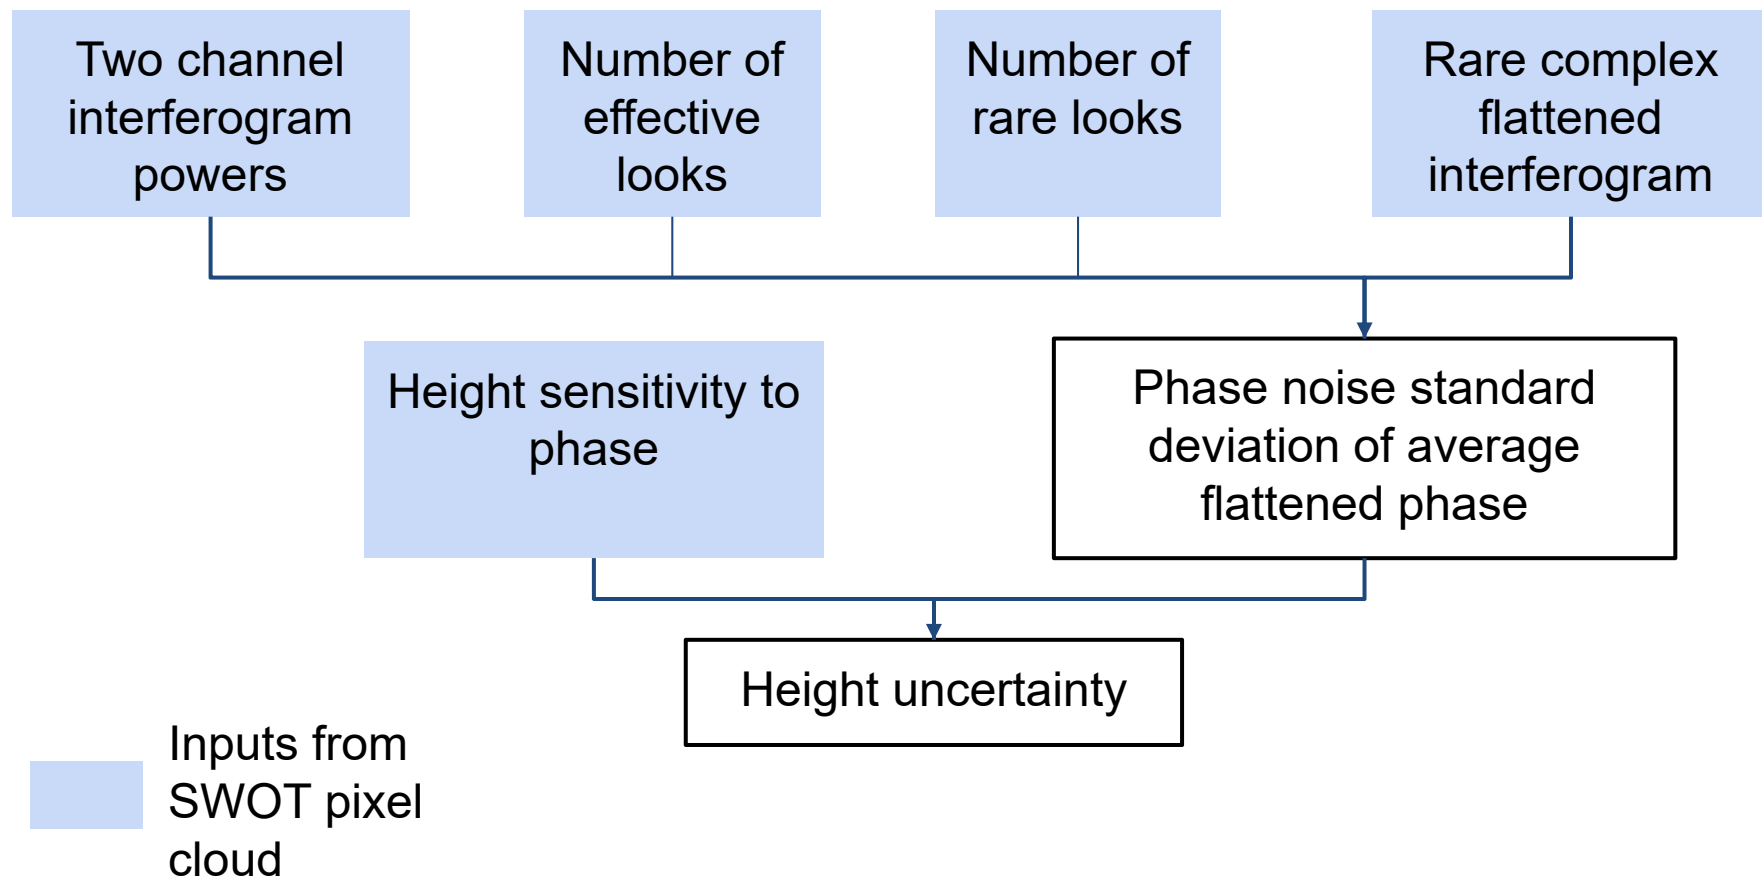 Two channel
interferogram
powers
Number of
effective
looks
Number of
rare looks
Rare complex
flattened
interferogram
Height sensitivity to
phase
Phase noise standard
deviation of average
flattened phase
Height uncertainty
Inputs from
SWOT pixel
cloud